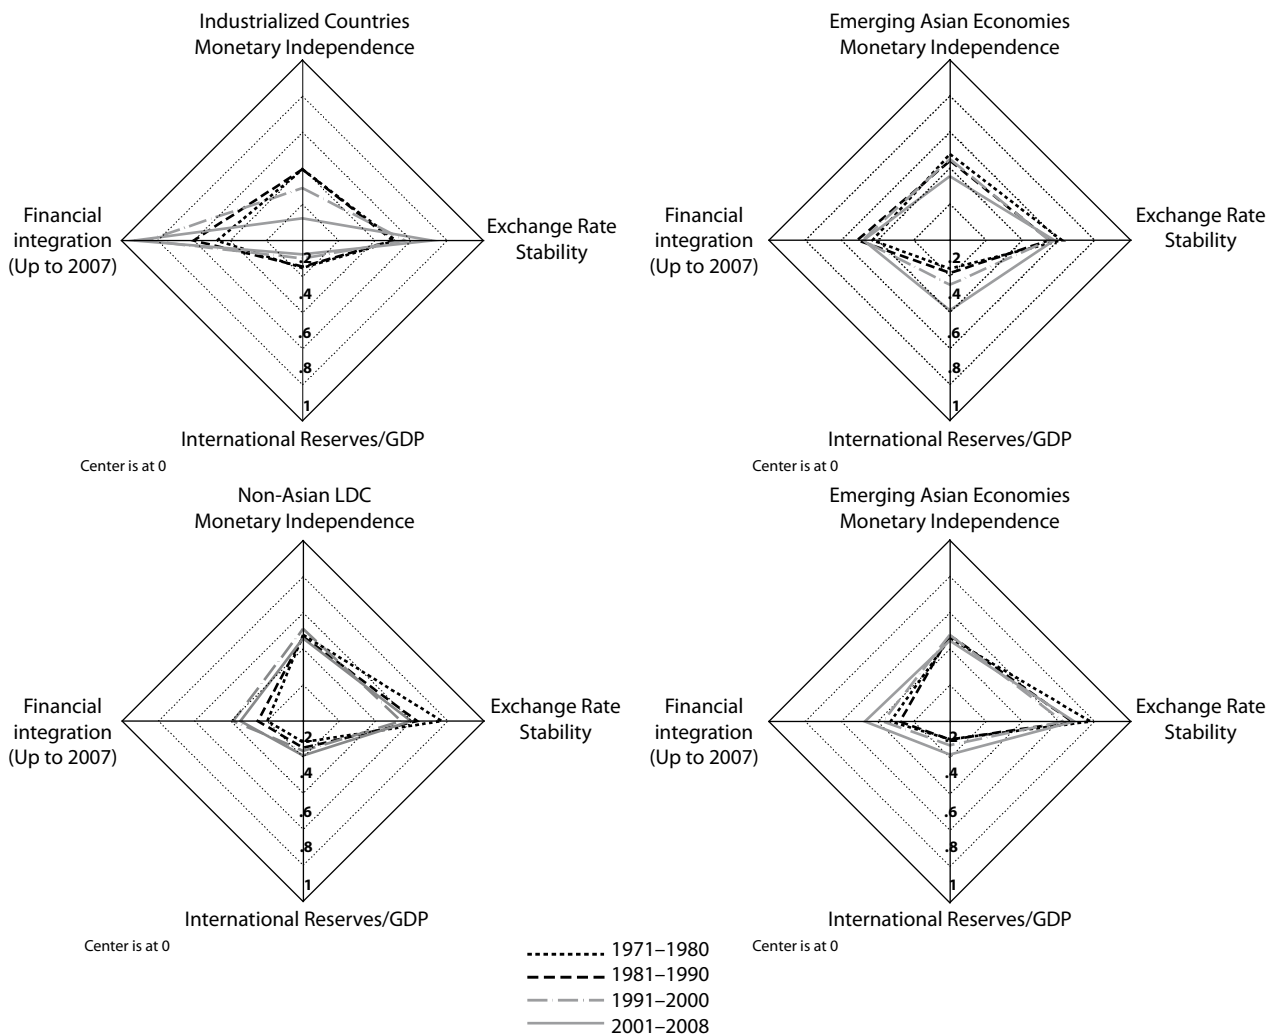 Industrialized Countries
Monetary Independence
Financial
integration
(Up to 2007)
Exchange Rate
Stability
.2
.4
.6
.8
1
International Reserves/GDP
Center is at 0
Emerging Asian Economies
Monetary Independence
Financial
integration
(Up to 2007)
Exchange Rate
Stability
.2
.4
.6
.8
1
International Reserves/GDP
Center is at 0
Non-Asian LDC
Monetary Independence
Financial
integration
(Up to 2007)
Exchange Rate
Stability
.2
.4
.6
.8
1
International Reserves/GDP
Center is at 0
Emerging Asian Economies
Monetary Independence
Financial
integration
(Up to 2007)
Exchange Rate
Stability
.2
.4
.6
.8
1
International Reserves/GDP
Center is at 0
1971–1980
1981–1990
1991–2000
2001–2008